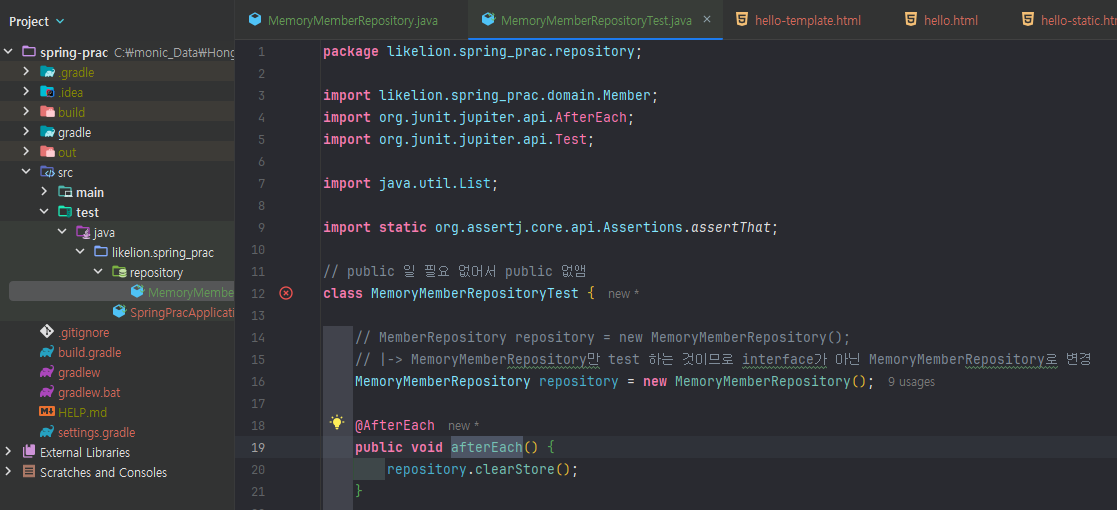 Project
MemoryMemberRepository.java
MemoryMemberRepositoryTest.java
hello-template.html
hello.html
hello-static.htm
spring-prac C:₩monic_Data₩Hong
.gradle
.idea
build
gradle
out
src
main
test
java
likelion.spring_prac
repository
MemoryMembe
SpringPracApplicati
.gitignore
build.gradle
gradlew
gradlew.bat
HELP.md
settings.gradle
External Libraries
Scratches and Consoles
1 package likelion.spring_prac.repository;
2
3 import likelion.spring_prac.domain.Member;
4 import org.junit.jupiter.api.AfterEach;
5 import org.junit.jupiter.api.Test;
6
7 import java.util.List;
8
9 import static org.assertj.core.api.Assertions.assertThat;
10
11 // public 일 필요 없어서 public 없앰
12 class MemoryMemberRepositoryTest { new *
13
14 // MemberRepository repository = new MemoryMemberRepository();
15 // |-> MemoryMemberRepository만 test 하는 것이므로 interface가 아닌 MemoryMemberRepository로 변경
16 MemoryMemberRepository repository = new MemoryMemberRepository(); 9 usages
17
18 @AfterEach new *
19 public void afterEach() {
20 repository.clearStore();
21 }